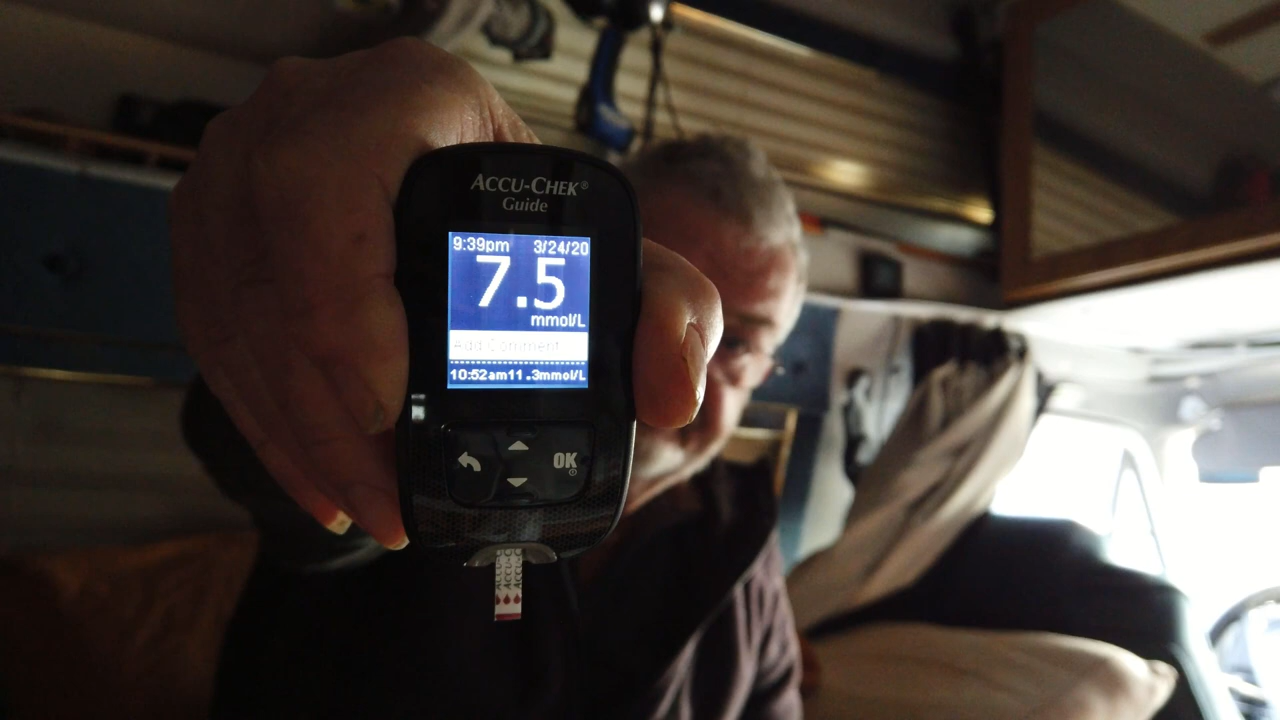 ACCU-CHEK®
Guide
9:39pm 3/24/20
7.5
mmol/L
Add Comment
10:52am 11.3mmol/L
OK